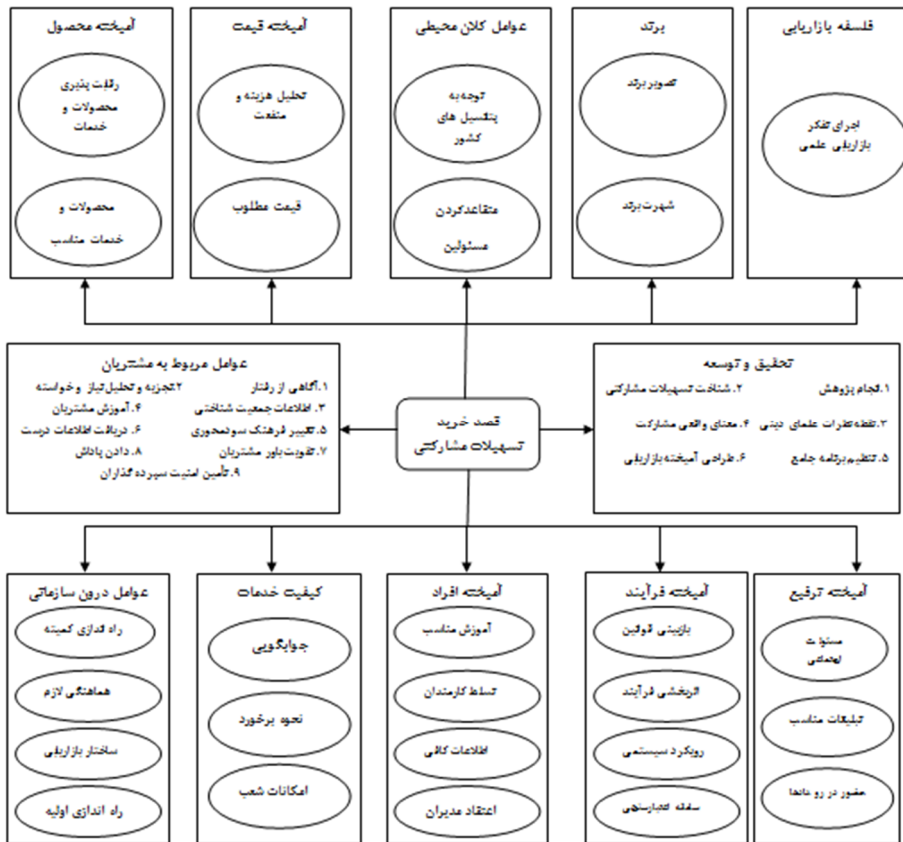 فلسفه بازاریابی
اجرای تفکر
بازاریابی علمی
برند
تصویر برند
شهرت برند
عوامل کلان محیطی
توجه به
پتنسیل های
کشور
متقاعدکردن
مسئولین
آمیخته قیمت
تحلیل هزینه و
منفعت
قیمت مطلوب
آمیخته محصول
رقابت پذیری
محصولات و
خدمات
محصولات و
خدمات مناسب
تحقیق و توسعه
۱.انجام پژوهش ۲. شناخت تسهیلات مشارکتی
۳.نقطه نظرات علمای دینی ۴. معنای واقعی مشارکت
۵. تنظیم برنامه جامع ۶. طراحی آمیخته بازاریابی
قصد خرید
تسهیلات مشارکتی
عوامل مربوط به مشتریان
۱.آگاهی از رفتار ۲.تجزیه و تحلیل نیاز و خواسته
۳. اطلاعات جمعیت شناختی ۴. آموزش مشتریان
۵. تغییر فرهنگ سودمحوری ۶. دریافت اطلاعات درست
۷. تقویت باور مشتریان ۸. دادن پاداش
۹. تأمین امنیت سپرده گذاران
آمیخته ترفیع
مسئولت
اجتماعی
تبلیغات مناسب
حضور در رویدادها
آمیخته فرآیند
بازبینی قوانین
اثربخشی فرآیند
رویکرد سیستمی
سامانه اعتبارسنجی
آمیخته افراد
آموزش مناسب
تسلط کارمندان
اطلاعات کافی
اعتقاد مدیران
کیفیت خدمات
جوابگویی
نحوه برخورد
امکانات شعب
عوامل درون سازمانی
راه اندازی کمیته
هماهنگی لازم
ساختار بازاریابی
راه اندازی اولیه